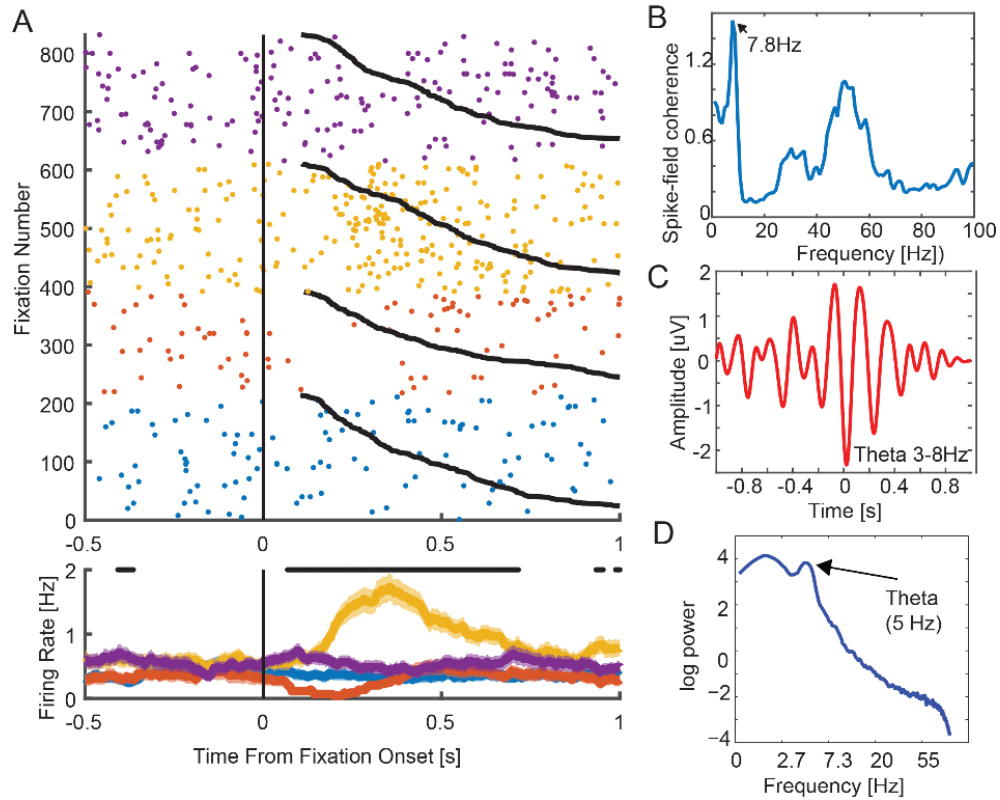 A
Fixation Number
800
700
600
500
400
300
200
100
0
-0.5
0
0.5
1
Firing Rate [Hz]
2
1
0
-0.5
0
0.5
1
Time From Fixation Onset [s]
B
7.8Hz
Spike-field coherence
1.2
0.6
0
0
20
40
60
80
100
Frequency [Hz])
C
Amplitude [uV]
2
1
0
-1
-2
Theta 3-8Hz
-0.8
-0.4
0
0.4
0.8
Time [s]
D
log power
4
2
0
-2
-4
Theta
(5 Hz)
0
2.7
7.3
20
55
Frequency [Hz]